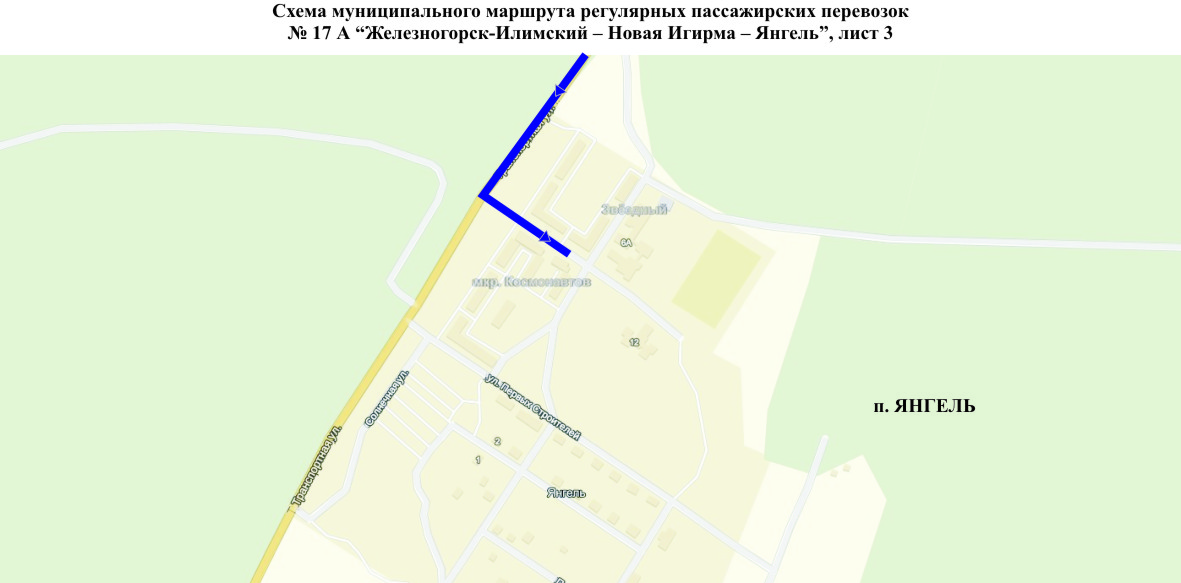 Схема муниципального маршрута регулярных пассажирских перевозок
№ 17 А “Железногорск-Илимский – Новая Игирма – Янгель”, лист 3
Звёздный
6А
мкр. Космонавтов
12
ул. Первых Строителей
Солнечная ул.
п. ЯНГЕЛЬ
Транспортная ул.
2
1
Янгель